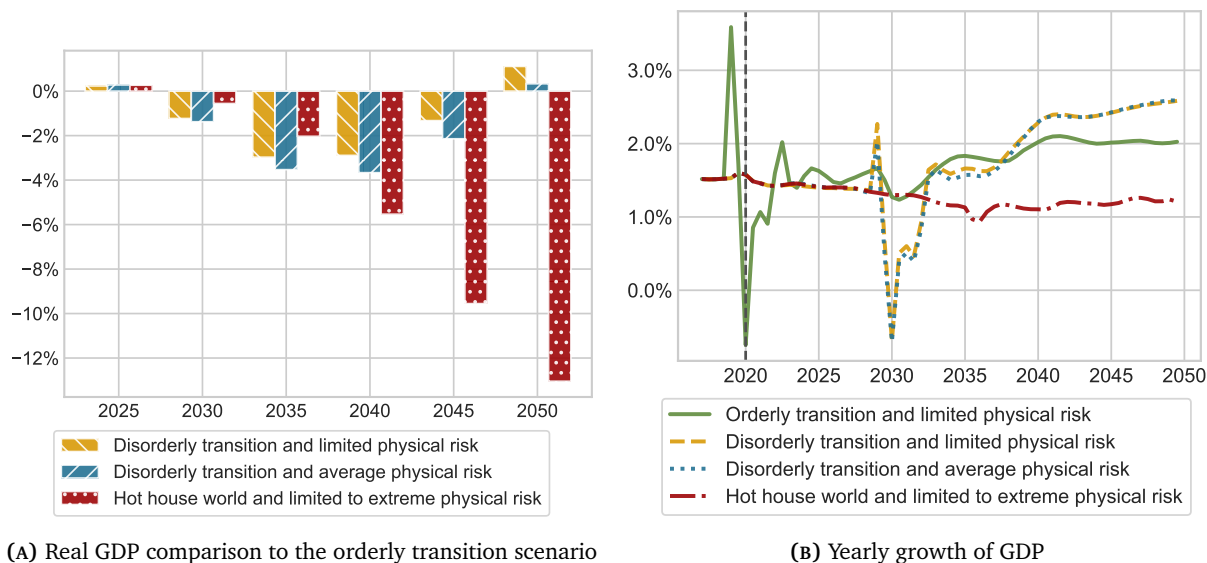 0%
−2%
−4%
−6%
−8%
−10%
−12%
2025 2030 2035 2040 2045 2050
Disorderly transition and limited physical risk
Disorderly transition and average physical risk
Hot house world and limited to extreme physical risk
(A) Real GDP comparison to the orderly transition scenario
3.0%
2.0%
1.0%
0.0%
2020 2025 2030 2035 2040 2045 2050
Orderly transition and limited physical risk
Disorderly transition and limited physical risk
Disorderly transition and average physical risk
Hot house world and limited to extreme physical risk
(B) Yearly growth of GDP